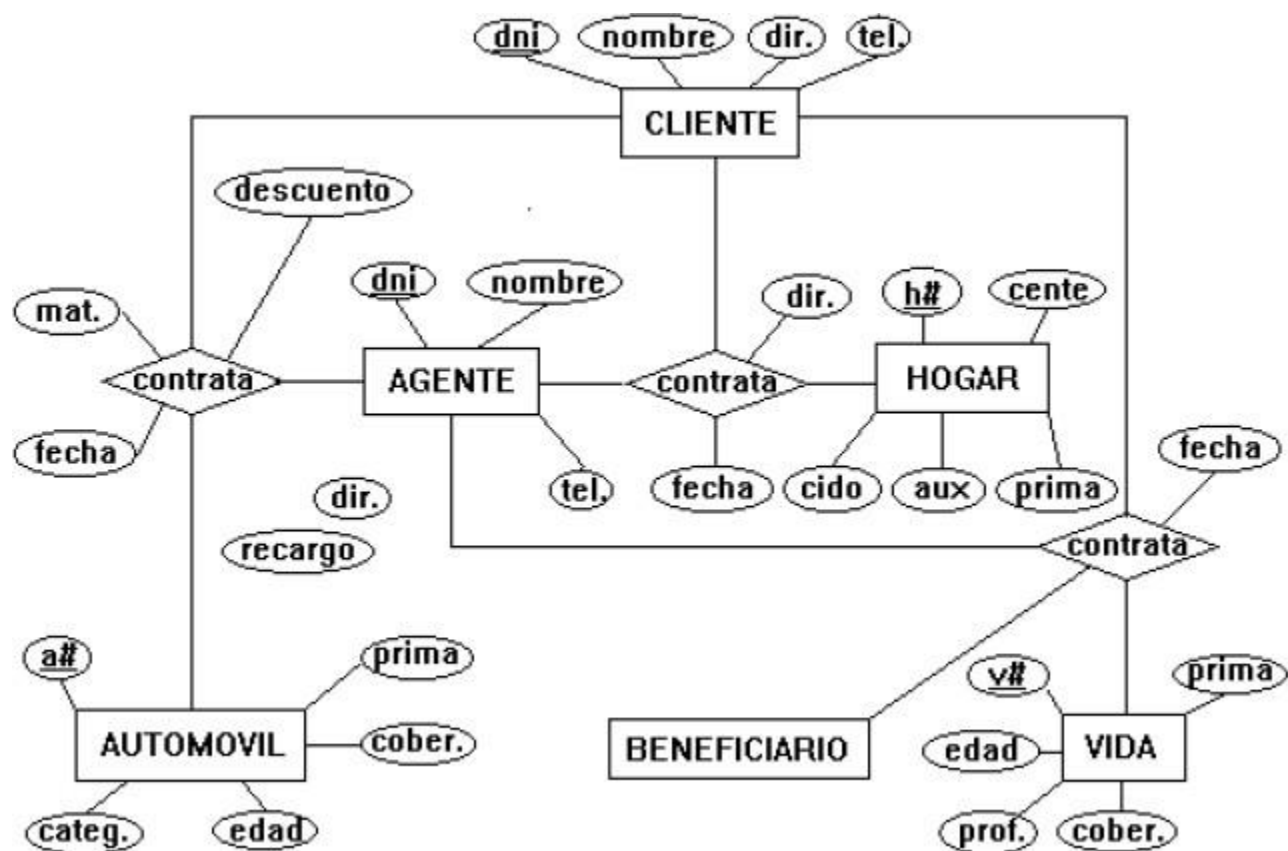 dni
nombre
dir.
tel.
CLIENTE
descuento
mat.
dni
nombre
dir.
h#
cente
contrata
AGENTE
contrata
HOGAR
fecha
tel,
fecha
cido
aux
prima
fecha
dir.
recargo
contrata
a#
prima
v#
prima
AUTOMOVIL
cober.
BENEFICIARIO
edad
VIDA
categ.
edad
prof.
cober.